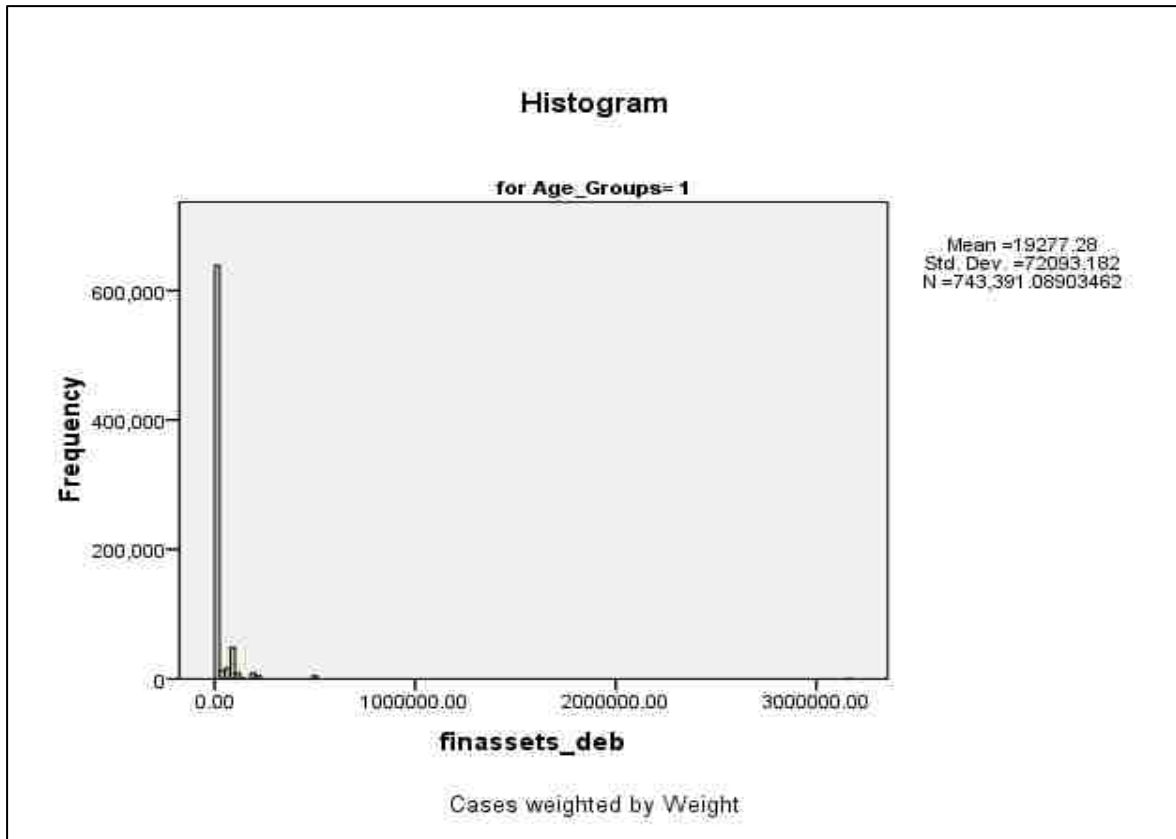 Histogram
for Age_Groups= 1
Mean =19277.28
Std. Dev. =72093.182
N =743,391.08903462
Frequency
600,000
400,000
200,000
0
0.00 1000000.00 2000000.00 3000000.00
finassets_deb
Cases weighted by Weight